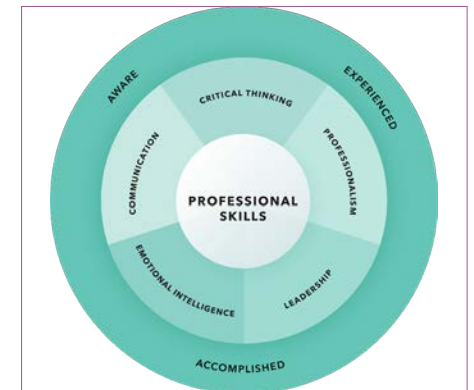 AWARE
EXPERIENCED
CRITICAL THINKING
COMMUNICATION
PROFESSIONALISM
PROFESSIONAL
SKILLS
EMOTIONAL INTELLIGENCE
LEADERSHIP
ACCOMPLISHED